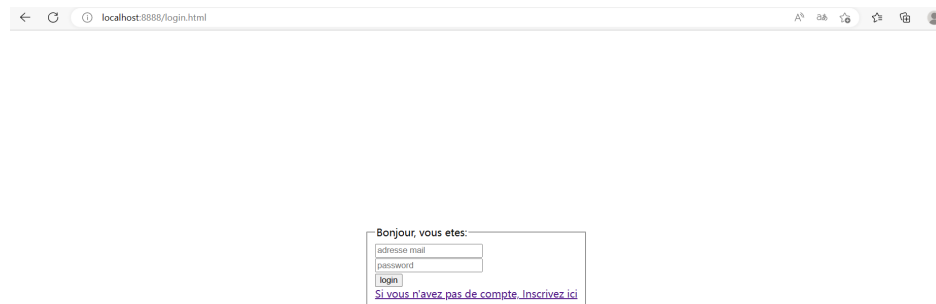 localhost:8888/login.html
Bonjour, vous etes:
adresse mail
password
login
Si vous n'avez pas de compte, Inscrivez ici